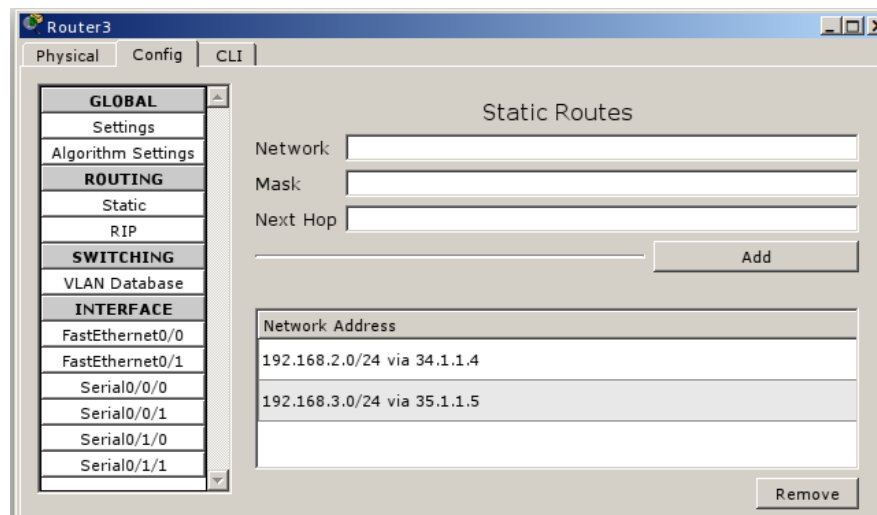 Router3
Physical Config CLI
GLOBAL
Settings
Algorithm Settings
ROUTING
Static
RIP
SWITCHING
VLAN Database
INTERFACE
FastEthernet0/0
FastEthernet0/1
Serial0/0/0
Serial0/0/1
Serial0/1/0
Serial0/1/1
Static Routes
Network
Mask
Next Hop
Add
Network Address
192.168.2.0/24 via 34.1.1.4
192.168.3.0/24 via 35.1.1.5
Remove